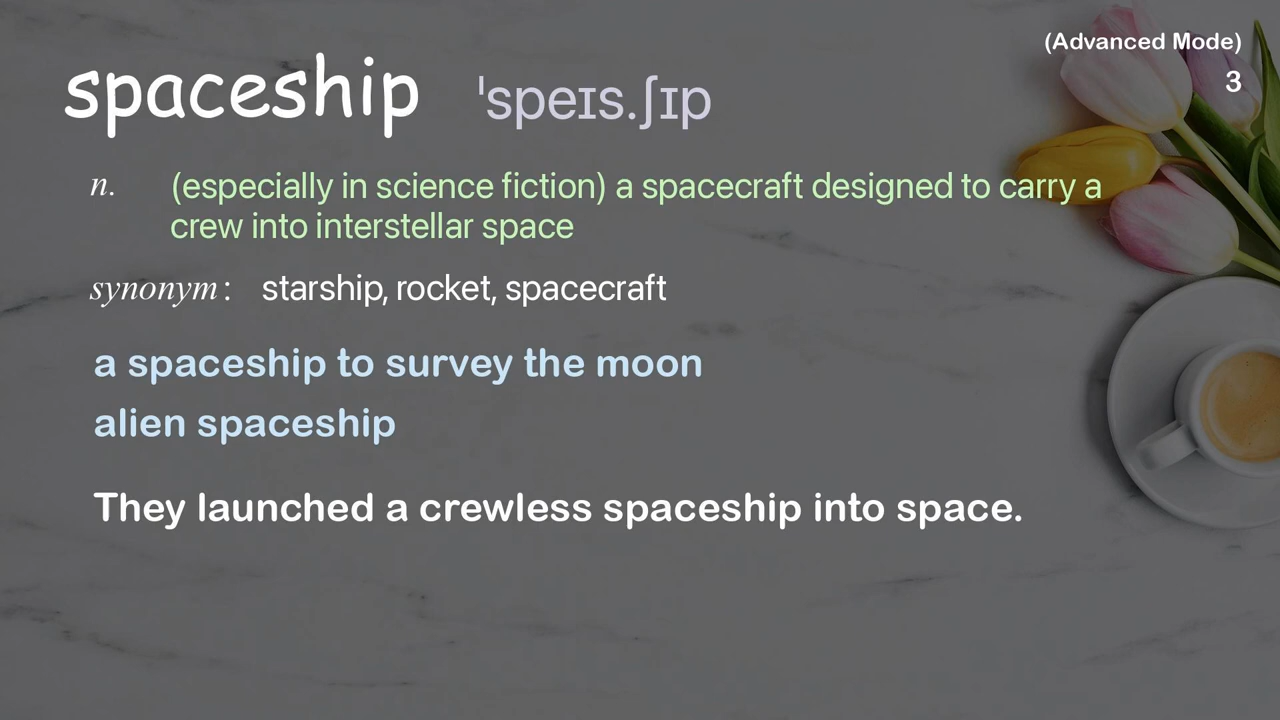 (Advanced Mode)
3
spaceship ˈspeɪs.ʃɪp
n. (especially in science fiction) a spacecraft designed to carry a
crew into interstellar space
synonym: starship, rocket, spacecraft
a spaceship to survey the moon
alien spaceship
They launched a crewless spaceship into space.